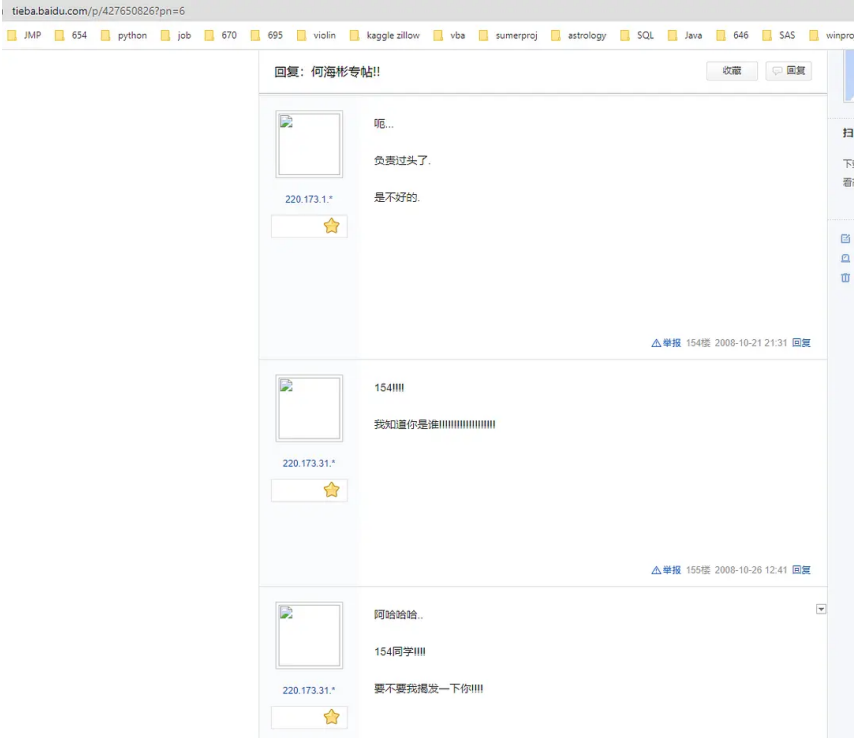 tieba.baidu.com/p/427650826?pn=6
JMP 654 python job 670 695 violin kaggle zillow vba sumerproj astrology SQL Java 646 SAS winpro
回复：何海彬专帖!!
收藏 回复
呃...
负责过头了.
是不好的.
220.173.1.*
举报 154楼 2008-10-21 21:31 回复
154!!!!
我知道你是谁!!!!!!!!!!!!!!!!!!!
220.173.31.*
举报 155楼 2008-10-26 12:41 回复
阿哈哈哈..
154同学!!!!
要不要我揭发一下你!!!!
220.173.31.*
扫
下
看